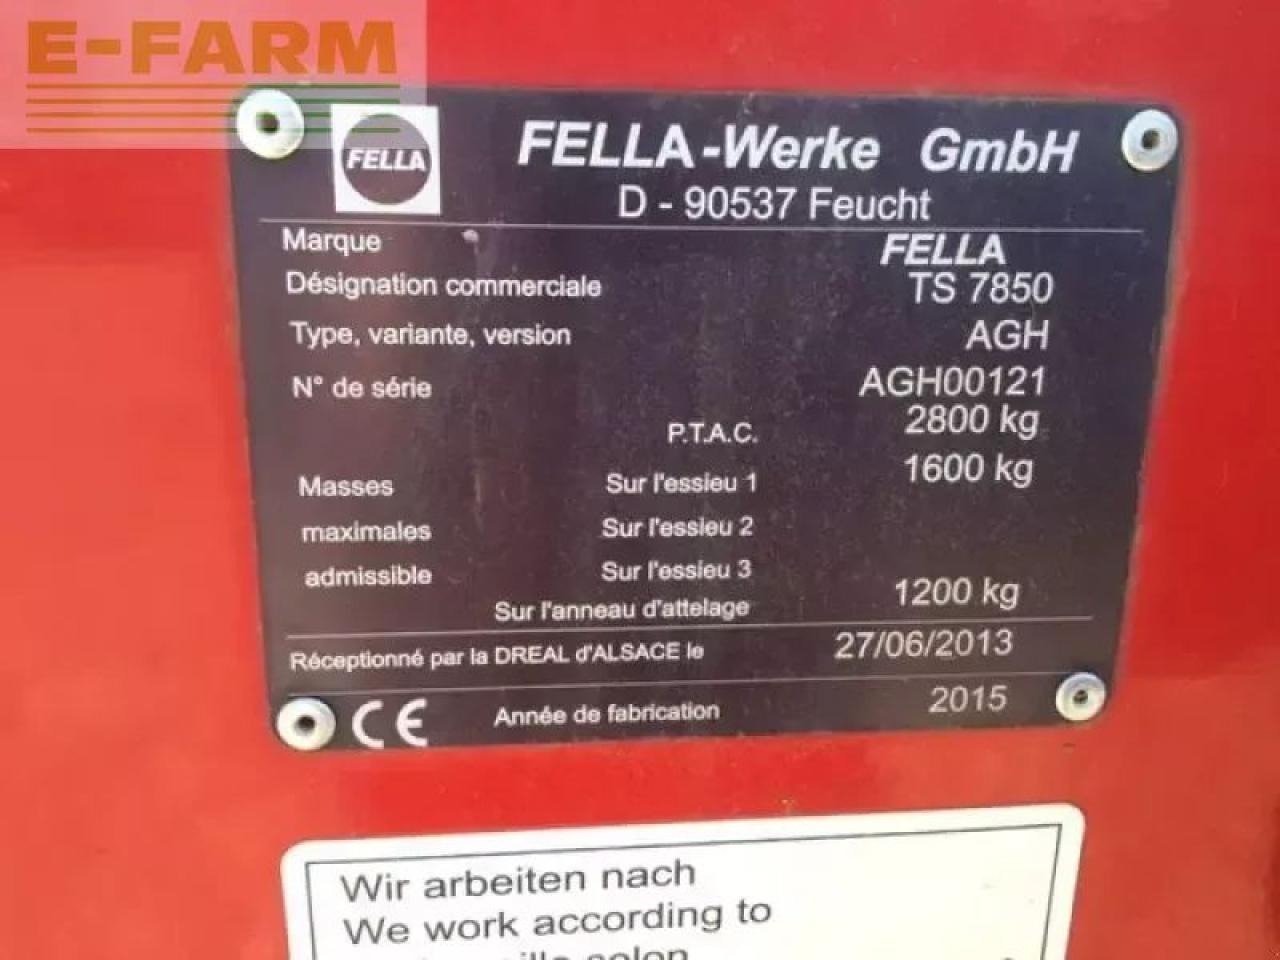 E-FARM
FELLA
FELLA-Werke GmbH
D - 90537 Feucht
Marque FELLA
Désignation commerciale TS 7850
Type, variante, version AGH
N° de série AGH00121
P.T.A.C. 2800 kg
Masses Sur l'essieu 1 1600 kg
maximales Sur l'essieu 2
admissible Sur l'essieu 3
Sur l'anneau d'attelage 1200 kg
Réceptionné par la DREAL d'ALSACE le 27/06/2013
CE Année de fabrication 2015
Wir arbeiten nach
We work according to
selon